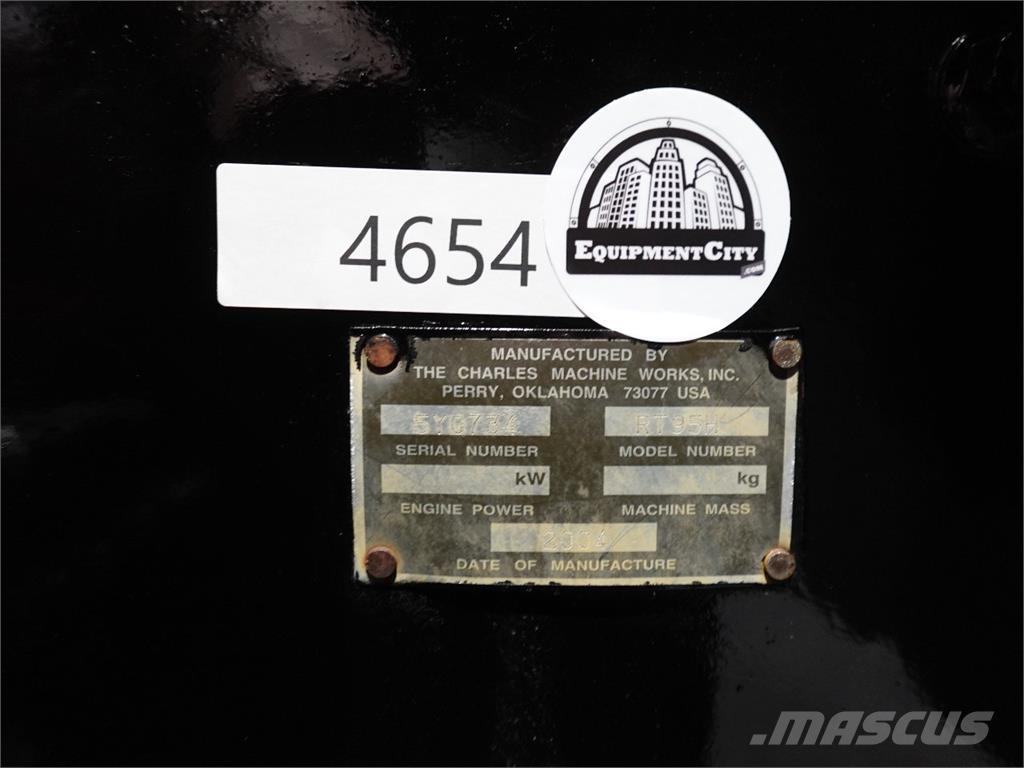 4654
EQUIPMENTCITY
.COM
MANUFACTURED BY
THE CHARLES MACHINE WORKS, INC.
PERRY, OKLAHOMA 73077 USA
RT95H
SERIAL NUMBER MODEL NUMBER
kW kg
ENGINE POWER MACHINE MASS
2004
DATE OF MANUFACTURE
.MASCUS